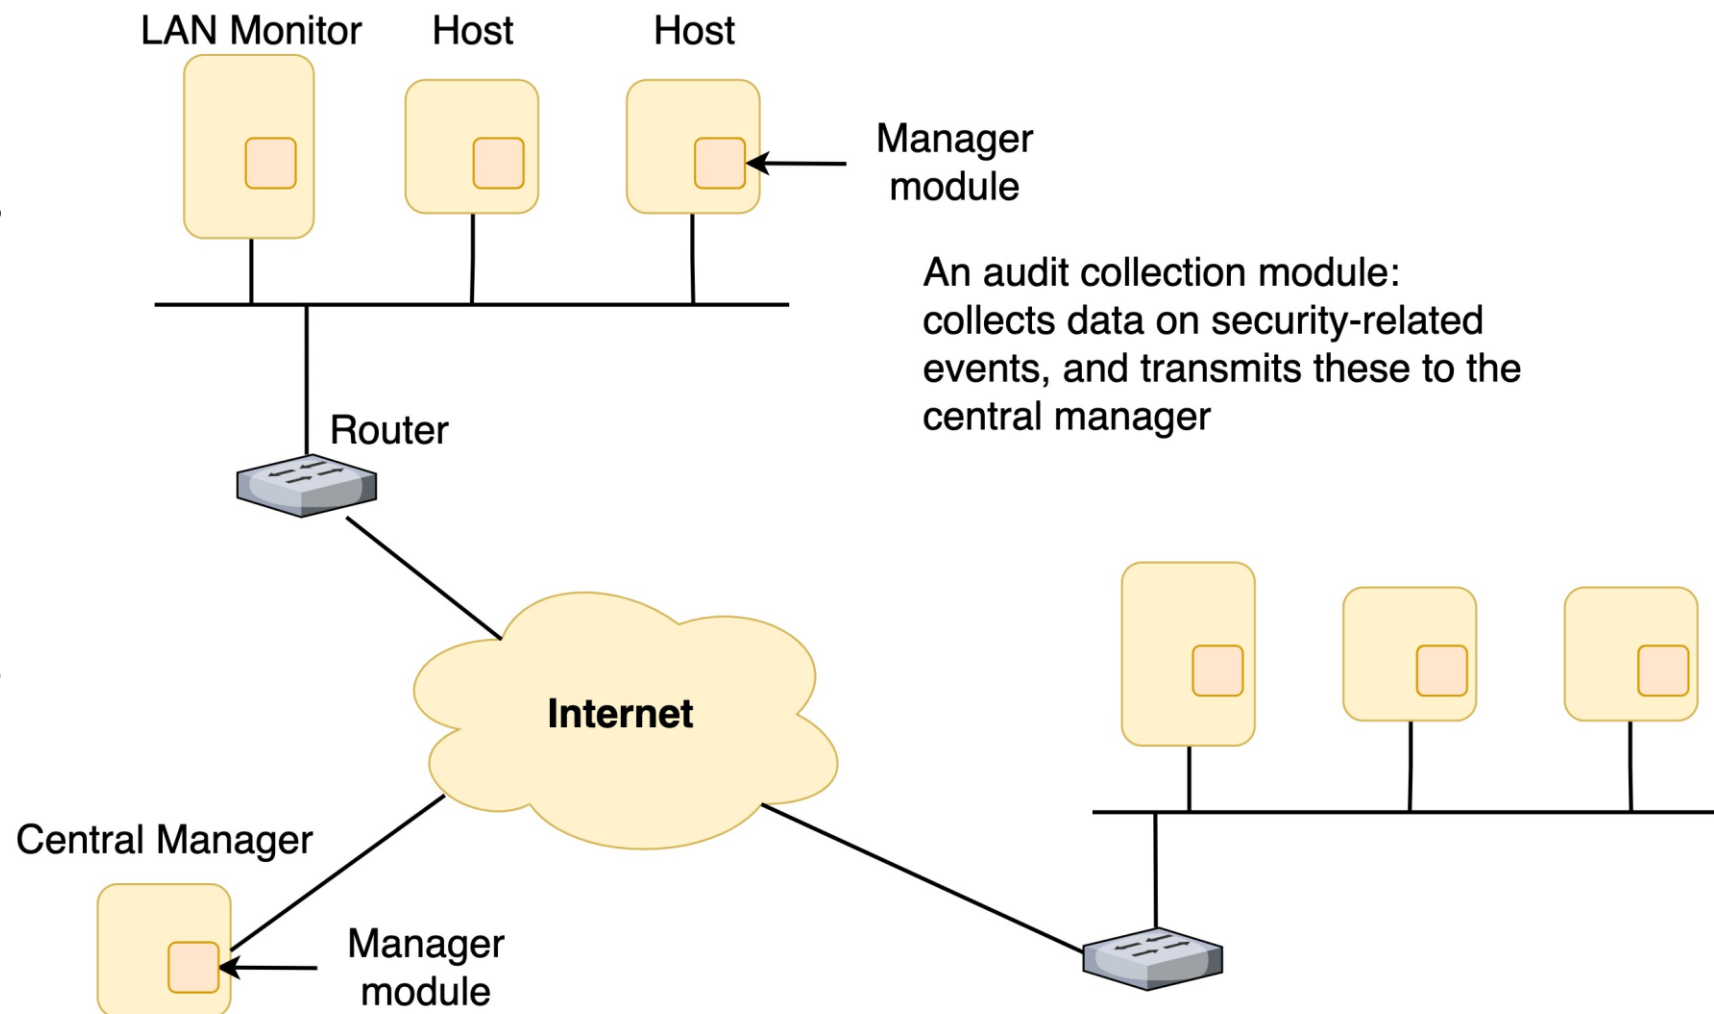 LAN Monitor
Host
Host
Manager
module
An audit collection module:
collects data on security-related
events, and transmits these to the
central manager
Router
Internet
Central Manager
Manager
module